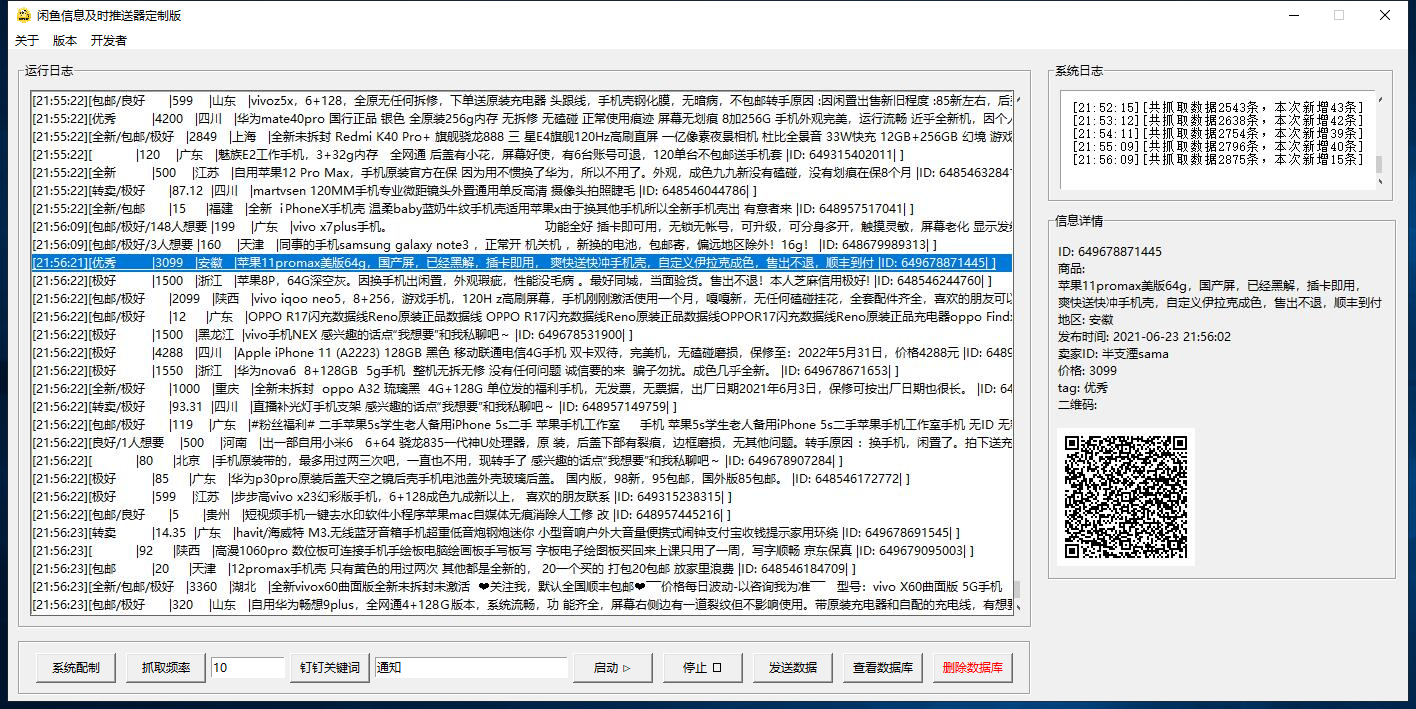 闲鱼信息及时推送器定制版
关于 版本 开发者
运行日志
[21:55:22][包邮/良好 |599 |山东 |vivoz5x，6+128，全原无任何拆修，下单送原装充电器 头跟线，手机壳钢化膜，无暗病，不包邮转手原因 :因闲置出售新旧程度 :85新左右，后
[21:55:22][优秀 |4200 |四川 |华为mate40pro 国行正品 银色 全原装256g内存 无拆修 无磕碰 正常使用痕迹 屏幕无划痕 8加256G 手机外观完美，运行流畅 近乎全新机，因个人
[21:55:22][全新/包邮/极好 |2849 |上海 |全新未拆封 Redmi K40 Pro+ 旗舰骁龙888 三 星E4旗舰120Hz高刷直屏 一亿像素夜景相机 杜比全景音 33W快充 12GB+256GB 幻境 游戏
[21:55:22][ |120 |广东 |魅族E2工作手机，3+32g内存 全网通 后盖有小花，屏幕好使，有6台账号可退，120单台不包邮送手机套 |ID: 649315402011| ]
[21:55:22][全新 |500 |江苏 |自用苹果12 Pro Max，手机原装官方在保 因为用不惯换了华为，所以不用了。外观，成色九九新没有磕碰，没有划痕在保8个月 |ID: 6485463284
[21:55:22][转卖/极好 |87.12 |四川 |martvsen 120MM手机专业微距镜头外置通用单反高清 摄像头拍照睫毛 |ID: 648546044786| ]
[21:55:22][全新/包邮 |15 |福建 |全新 ｉPhoneX手机壳 温柔baby蓝奶牛纹手机壳适用苹果x由于换其他手机所以全新手机壳出 有意者来 |ID: 648957517041| ]
[21:56:09][包邮/极好/148人想要 |199 |广东 |vivo x7plus手机。 功能全好 插卡即可用，无锁无帐号，可升级，可分身多开，触摸灵敏，屏幕老化 显示发
[21:56:09][包邮/极好/3人想要 |160 |天津 |同事的手机samsung galaxy note3 ，正常开 机关机 ，新换的电池，包邮寄，偏远地区除外！16g！ |ID: 648679989313| ]
[21:56:21][优秀 |3099 |安徽 |苹果11promax美版64g，国产屏，已经黑解，插卡即用， 爽快送快冲手机壳，自定义伊拉克成色，售出不退，顺丰到付 |ID: 649678871445| ]
[21:56:22][极好 |1500 |浙江 |苹果8P，64G深空灰。因换手机出闲置，外观瑕疵，性能没毛病 。最好同城，当面验货。售出不退！本人芝麻信用极好! |ID: 648546244760| ]
[21:56:22][包邮/极好 |2099 |陕西 |vivo iqoo neo5，8+256，游戏手机，120H z高刷屏幕，手机刚刚激活使用一个月，嘎嘎新，无任何磕碰挂花，全套配件齐全，喜欢的朋友可以
[21:56:22][包邮/极好 |12 |广东 |OPPO R17闪充数据线Reno原装正品数据线 OPPO R17闪充数据线Reno原装正品数据线OPPOR17闪充数据线Reno原装正品充电器oppo Find
[21:56:22][极好 |1500 |黑龙江 |vivo手机NEX 感兴趣的话点“我想要”和我私聊吧～ |ID: 649678531900| ]
[21:56:22][极好 |4288 |四川 |Apple iPhone 11 (A2223) 128GB 黑色 移动联通电信4G手机 双卡双待，完美机，无磕碰磨损，保修至：2022年5月31日，价格4288元 |ID: 6489
[21:56:22][极好 |1550 |浙江 |华为nova6 8+128GB 5g手机 整机无拆无修 没有任何问题 诚信要的来 骗子勿扰。成色几乎全新。 |ID: 649678671653| ]
[21:56:22][全新/极好 |1000 |重庆 |全新未拆封 oppo A32 琉璃黑 4G+128G 单位发的福利手机，无发票，无票据，出厂日期2021年6月3日，保修可按出厂日期也很长。 |ID: 64
[21:56:22][转卖/极好 |93.31 |四川 |直播补光灯手机支架 感兴趣的话点“我想要”和我私聊吧～ |ID: 648957149759| ]
[21:56:22][包邮/极好 |119 |广东 |#粉丝福利# 二手苹果5s学生老人备用iPhone 5s二手 苹果手机工作室 手机 苹果5s学生老人备用iPhone 5s二手苹果手机工作室手机 无ID 无
[21:56:22][良好/1人想要 |500 |河南 |出一部自用小米6 6+64 骁龙835一代神U处理器，原 装，后盖下部有裂痕，边框磨损，无其他问题。转手原因 ：换手机，闲置了。拍下送充
[21:56:22][ |80 |北京 |手机原装带的，最多用过两三次吧，一直也不用，现转手了 感兴趣的话点“我想要”和我私聊吧～ |ID: 649678907284| ]
[21:56:22][极好 |85 |广东 |华为p30pro原装后盖天空之镜后壳手机电池盖外壳玻璃后盖。 国内版，98新，95包邮，国外版85包邮。 |ID: 648546172772| ]
[21:56:22][极好 |599 |江苏 |步步高vivo x23幻彩版手机，6+128成色九成新以上， 喜欢的朋友联系 |ID: 649315238315| ]
[21:56:22][包邮/良好 |5 |贵州 |短视频手机一键去水印软件小程序苹果mac自媒体无痕消除人工修 改 |ID: 648957445216| ]
[21:56:23][转卖 |14.35 |广东 |havit/海威特 M3.无线蓝牙音箱手机超重低音炮钢炮迷你 小型音响户外大音量便携式闹钟支付宝收钱提示家用环绕 |ID: 649678691545| ]
[21:56:23][ |92 |陕西 |高漫1060pro 数位板可连接手机手绘板电脑绘画板手写板写 字板电子绘图板买回来上课只用了一周，写字顺畅 京东保真 |ID: 649679095003| ]
[21:56:23][包邮 |20 |天津 |12promax手机壳 只有黄色的用过两次 其他都是全新的， 20一个买的 打包20包邮 放家里浪费 |ID: 648546184709| ]
[21:56:23][全新/包邮/极好 |3360 |湖北 |全新vivox60曲面版全新未拆封未激活 ❤关注我，默认全国顺丰包邮❤￣￣价格每日波动-以咨询我为准￣￣ 型号：vivo X60曲面版 5G手机
[21:56:23][包邮/极好 |320 |山东 |自用华为畅想9plus，全网通4+128Ｇ版本，系统流畅，功 能齐全，屏幕右侧边有一道裂纹但不影响使用。带原装充电器和自配的充电线，有想要
系统日志
[21:52:15][共抓取数据2543条，本次新增43条]
[21:53:12][共抓取数据2638条，本次新增42条]
[21:54:11][共抓取数据2754条，本次新增39条]
[21:55:09][共抓取数据2796条，本次新增40条]
[21:56:09][共抓取数据2875条，本次新增15条]
信息详情
ID: 649678871445
商品:
苹果11promax美版64g，国产屏，已经黑解，插卡即用，
爽快送快冲手机壳，自定义伊拉克成色，售出不退，顺丰到付
地区: 安徽
发布时间: 2021-06-23 21:56:02
卖家ID: 半支湮sama
价格: 3099
tag: 优秀
二维码:
系统配制 抓取频率 10 钉钉关键词 通知 启动 ▷ 停止 口 发送数据 查看数据库 删除数据库